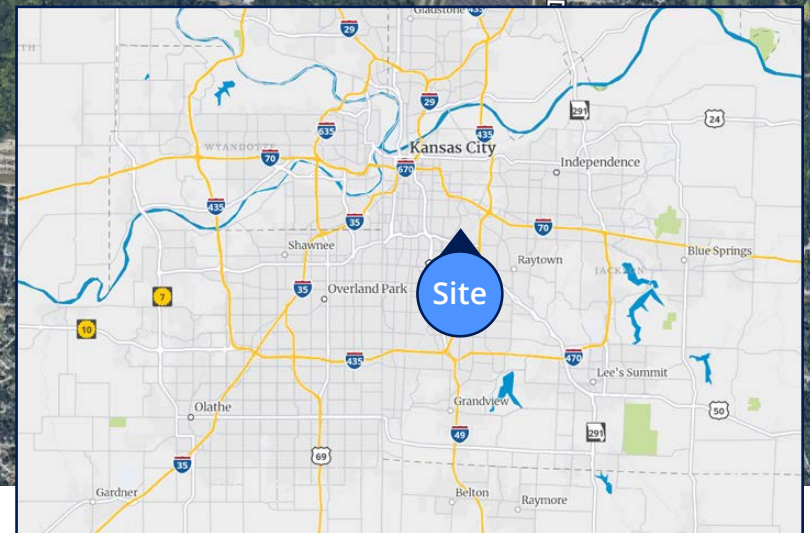 Gladstone
435
29
29
291
24
635
435
Kansas City
WYANDOTTE
70
670
Independence
435
35
70
Shawnee
Raytown
Blue Springs
JACKSON
7
35
Overland Park
Site
10
435
470
Lee's Summit
Olathe
Grandview
50
49
291
69
35
Gardner
Belton
Raymore